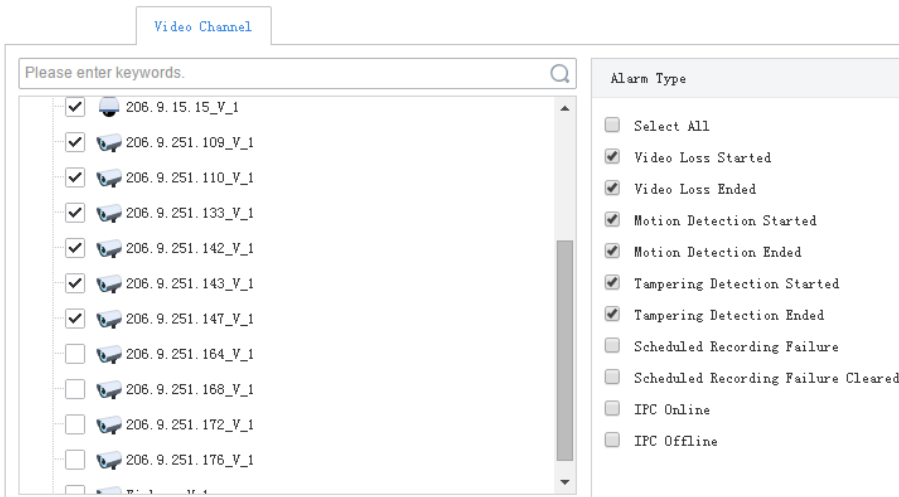 Video Channel
Please enter keywords.
206.9.15.15_V_1
206.9.251.109_V_1
206.9.251.110_V_1
206.9.251.133_V_1
206.9.251.142_V_1
206.9.251.143_V_1
206.9.251.147_V_1
206.9.251.164_V_1
206.9.251.168_V_1
206.9.251.172_V_1
206.9.251.176_V_1
Alarm Type
Select All
Video Loss Started
Video Loss Ended
Motion Detection Started
Motion Detection Ended
Tampering Detection Started
Tampering Detection Ended
Scheduled Recording Failure
Scheduled Recording Failure Cleared
IPC Online
IPC Offline